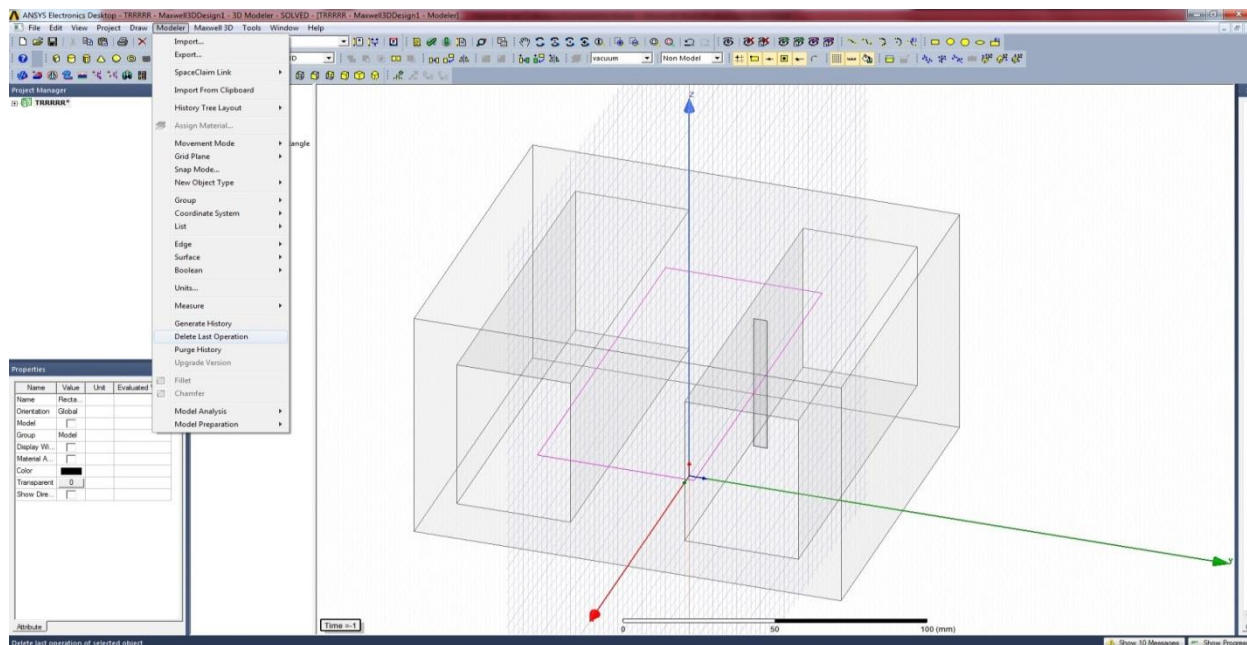 ANSYS Electronics Desktop - TRRRRR - Maxwell3DDesign1 - 3D Modeler - SOLVED - [TRRRRR - Maxwell3DDesign1 - Modeler]
File Edit View Project Draw Modeler Maxwell 3D Tools Window Help
vacuum
Non Model
Project Manager
TRRRRR*
Import...
Export...
SpaceClaim Link
Import From Clipboard
History Tree Layout
Assign Material...
Movement Mode
Grid Plane
Snap Mode...
New Object Type
Group
Coordinate System
List
Edge
Surface
Boolean
Units...
Measure
Generate History
Delete Last Operation
Purge History
Upgrade Version
Fillet
Chamfer
Model Analysis
Model Preparation
angle
Properties
Name Value Unit Evaluated
Name Recta...
Orientation Global
Model
Group Model
Display Wi...
Material A...
Color
Transparent 0
Show Dire...
Attribute
z
y
Time =-1
0 50 100 (mm)
Delete last operation of selected object
Show 10 Messages Show Progress